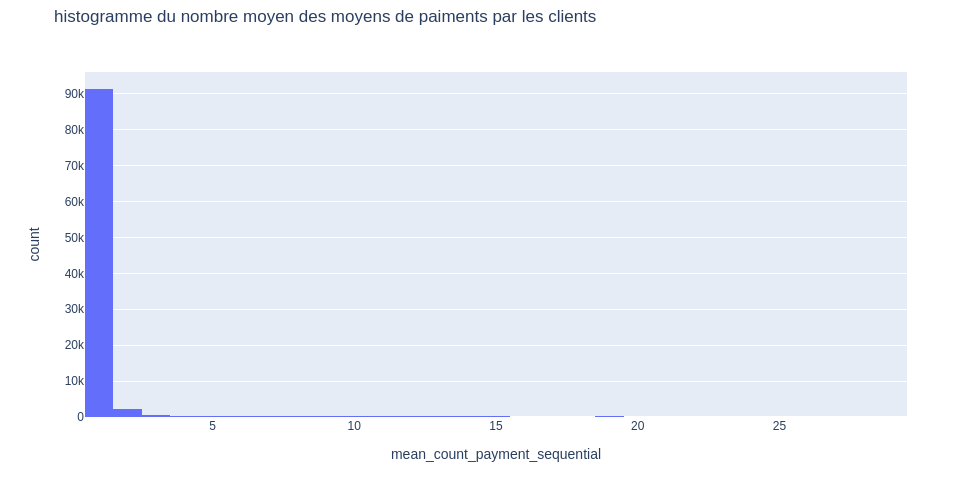 histogramme du nombre moyen des moyens de paiments par les clients
90k
80k
70k
60k
50k
40k
30k
20k
10k
0
count
5
10
15
20
25
mean_count_payment_sequential